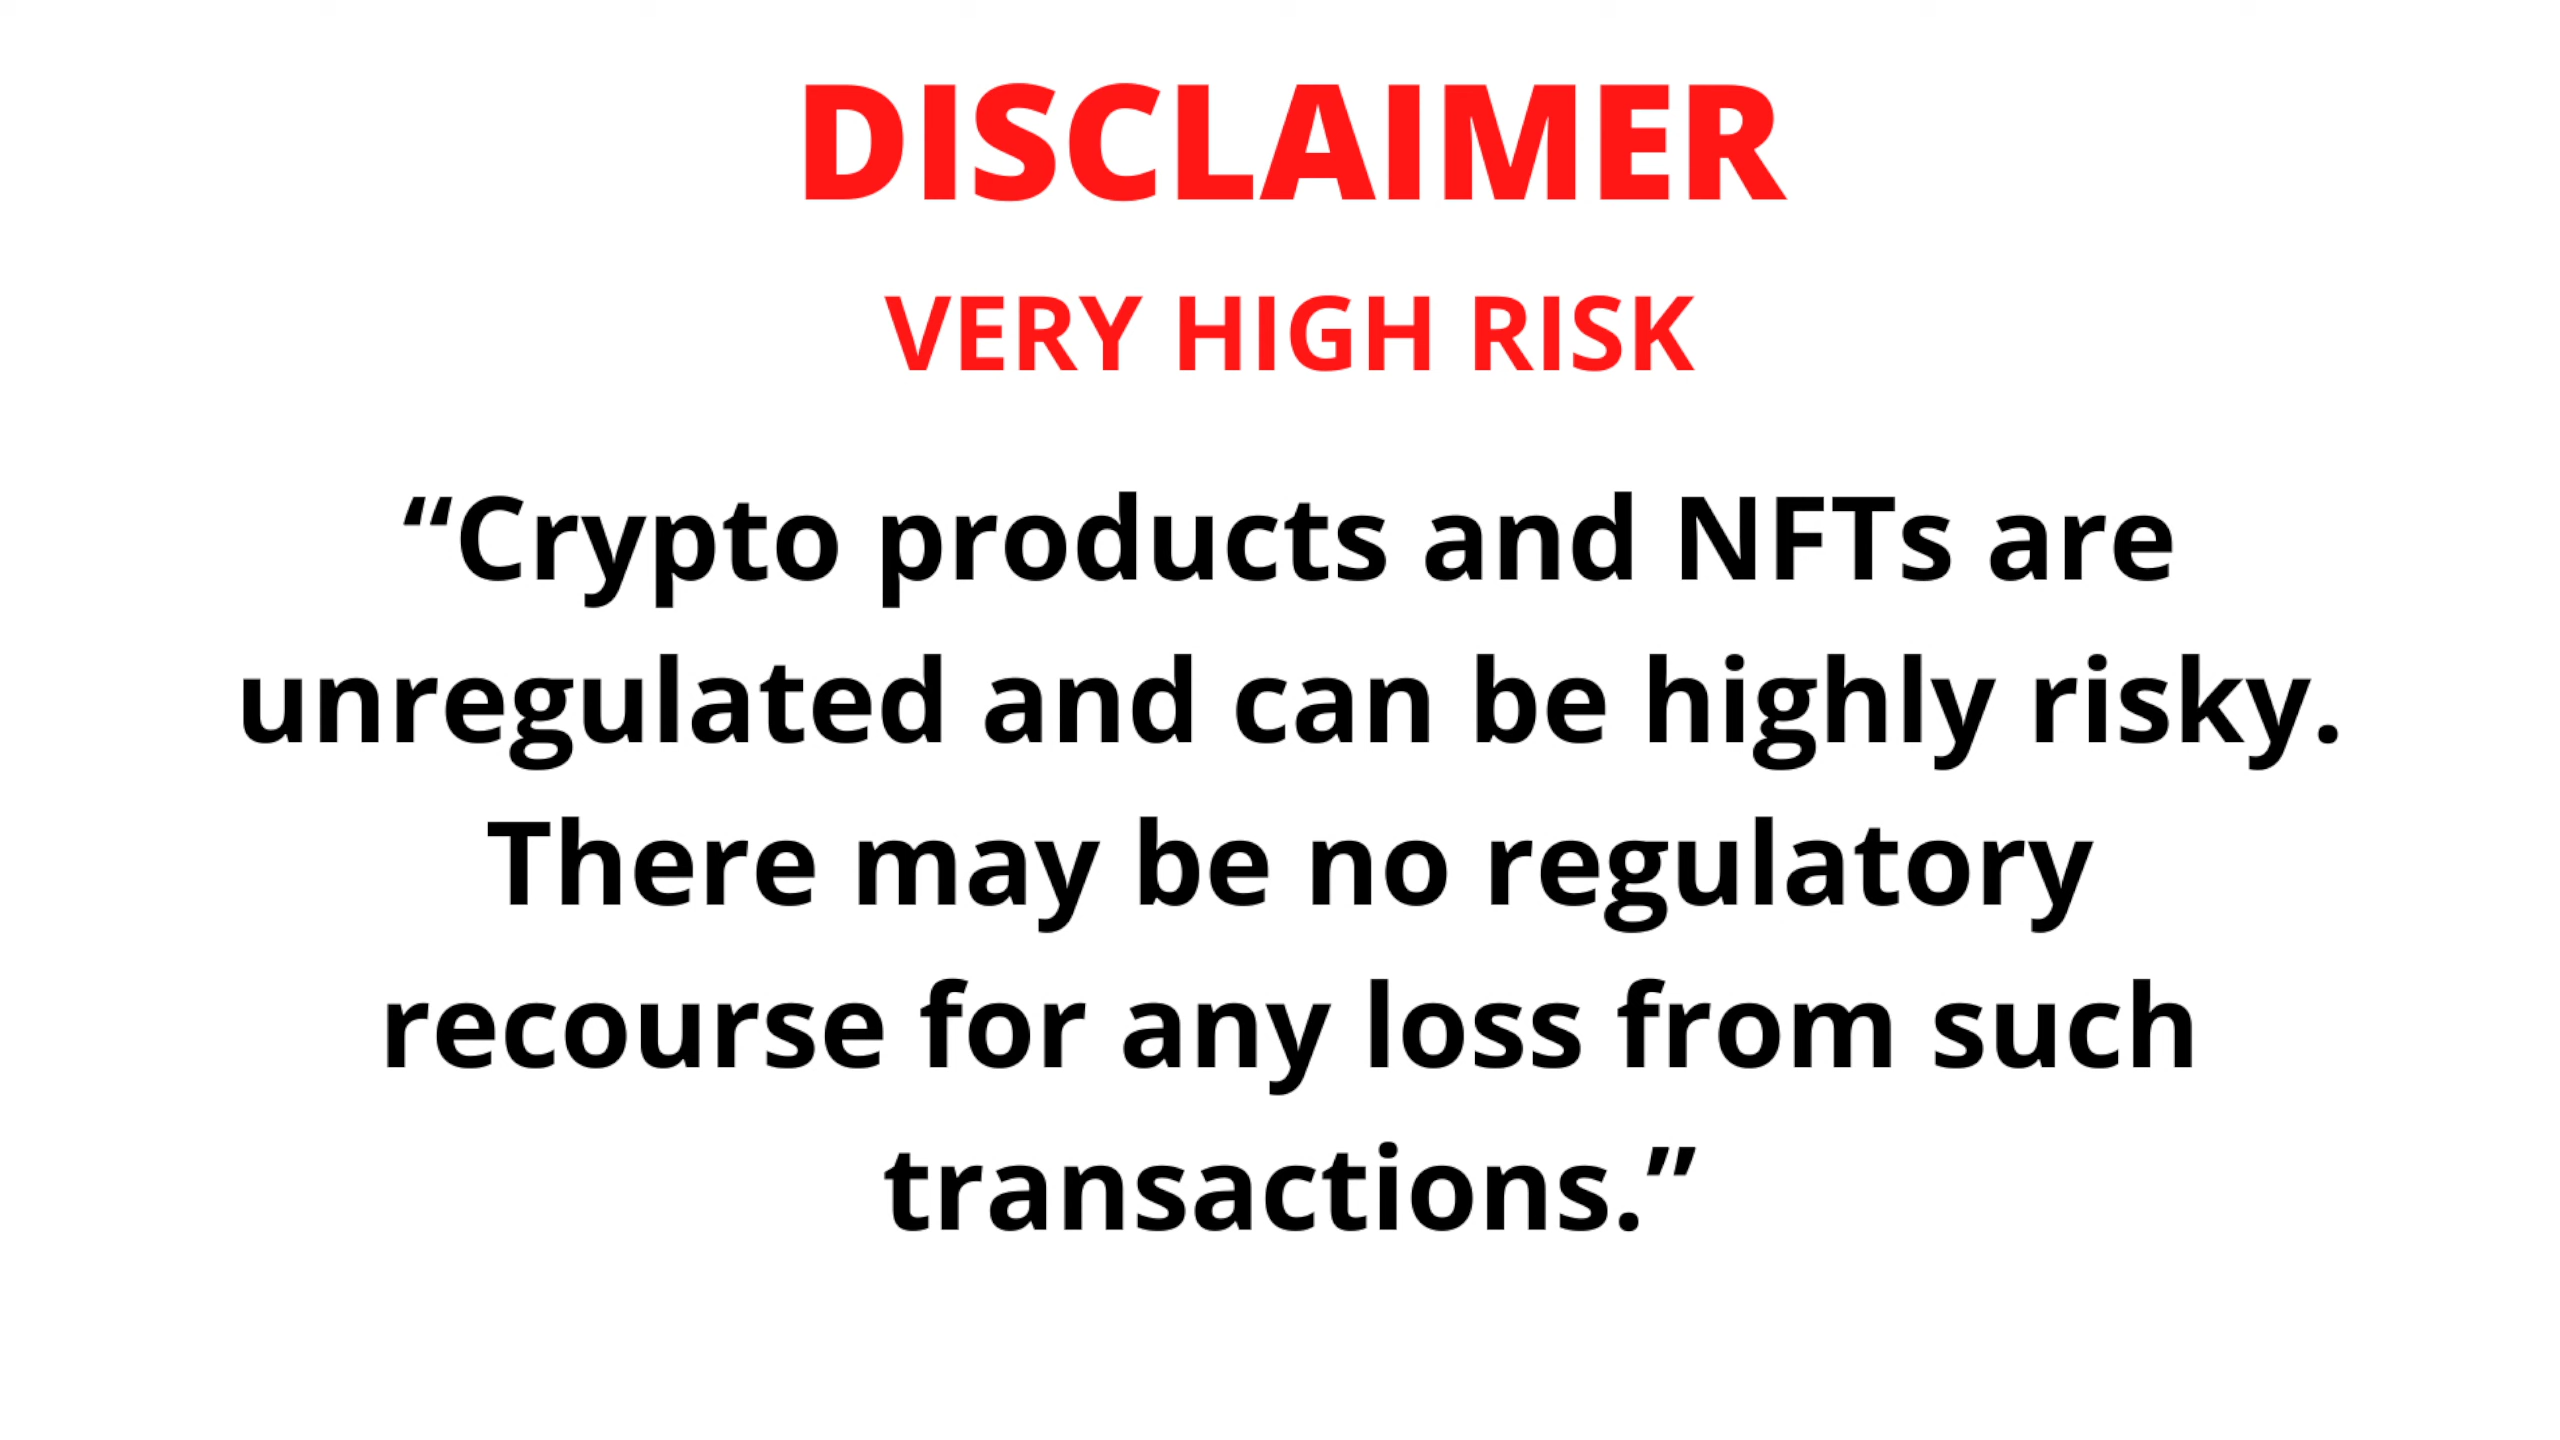 DISCLAIMER
VERY HIGH RISK
“Crypto products and NFTs are
unregulated and can be highly risky.
There may be no regulatory
recourse for any loss from such
transactions.”